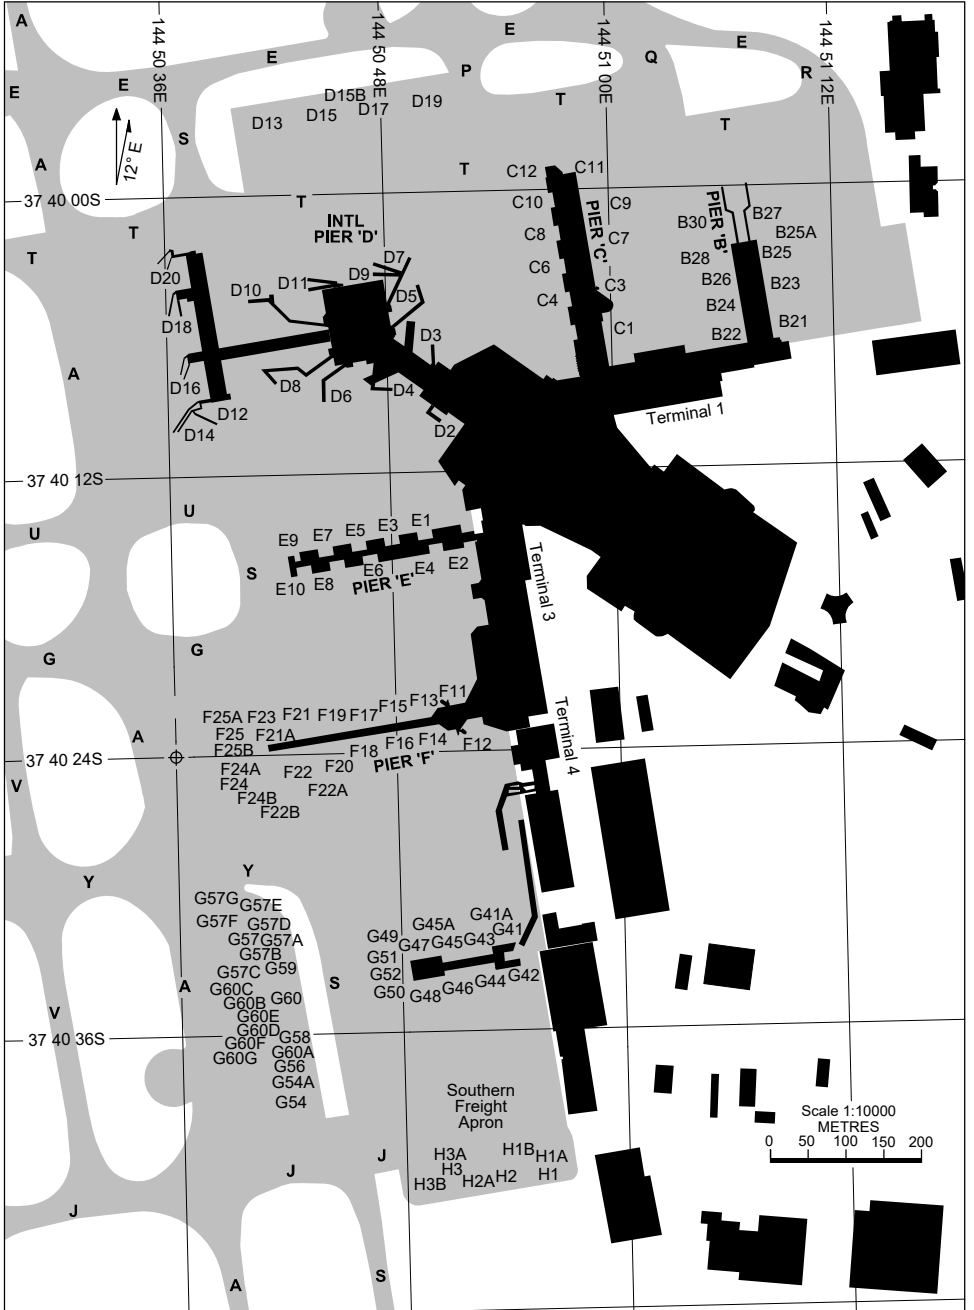 A
144 50 36E
144 50 48E
144 51 00E
144 51 12E
E
E
P
Q
E
R
E
E
S
T
T
D13
D15
D15B
D17
D19
12° E
A
37 40 00S
T
T
T
T
INTL
PIER 'D'
C12
C11
C10
C9
C8
C7
C6
C4
C3
C1
PIER 'C'
B30
PIER 'B'
B27
B25A
B28
B25
B26
B23
B24
B22
B21
D7
D9
D11
D5
D10
D3
D20
D18
D16
D8
D6
D4
D12
D14
D2
A
Terminal 1
37 40 12S
U
U
S
E9
E7
E5
E3
E1
E10
E8
E6
E4
E2
PIER 'E'
Terminal 3
G
G
F25A
F23
F21
F19
F17
F15
F13
F11
F25
F21A
F25B
F18
F16
F14
F12
PIER 'F'
A
37 40 24S
F24A
F22
F20
F24
F22A
F24B
F22B
Terminal 4
V
Y
Y
G57G
G57E
G57F
G57D
G57
G57A
G57B
G57C
G59
G60C
G60B
G60
G60E
G60D
G60F
G58
G60G
G60A
G56
G54A
G54
A
S
G49
G45A
G41A
G41
G47
G45
G43
G51
G52
G50
G48
G46
G44
G42
V
37 40 36S
Southern
Freight
Apron
Scale 1:10000
METRES
0 50 100 150 200
H3A
H1B
H1A
H3
H3B
H2A
H2
H1
J
J
J
A
S